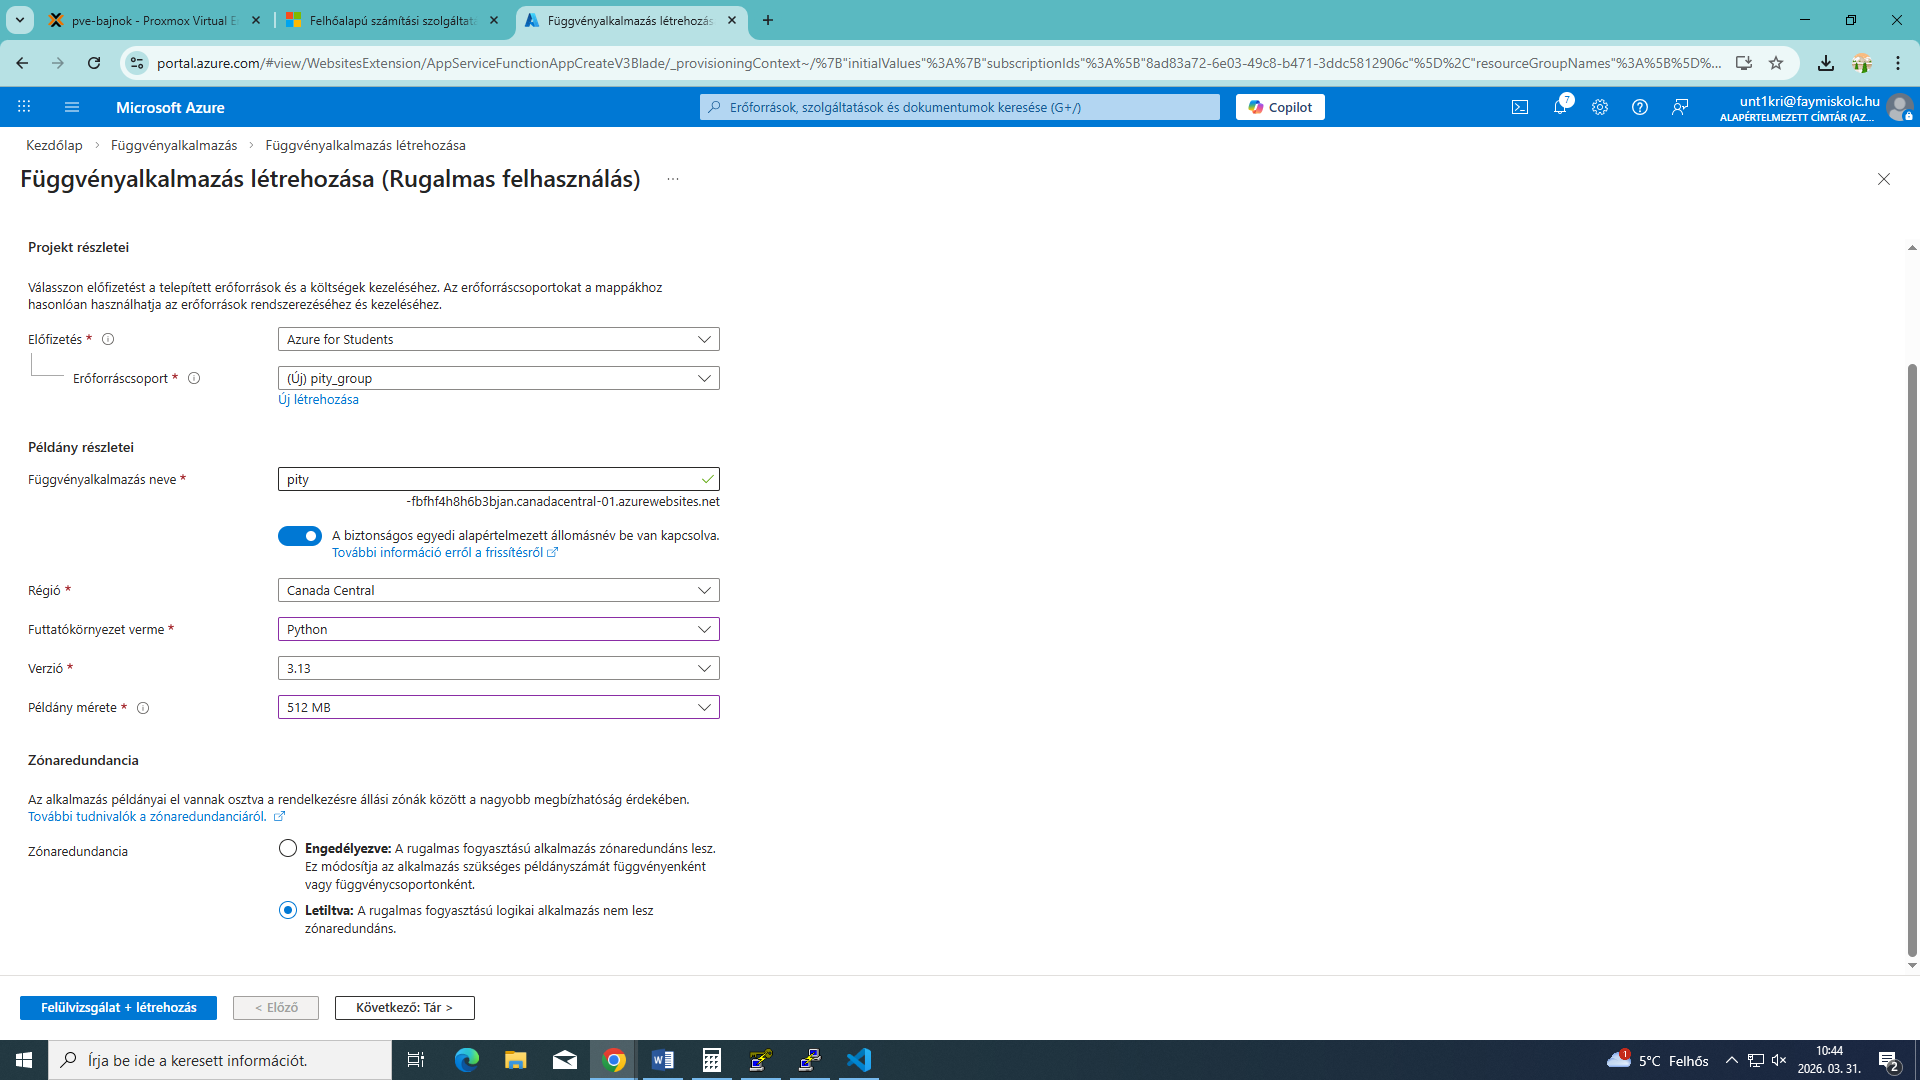 pve-bajnok - Proxmox Virtual E
Felhőalapú számítási szolgáltat
Függvényalkalmazás létrehozás
portal.azure.com/#view/WebsitesExtension/AppServiceFunctionAppCreateV3Blade/_provisioningContext~/%7B"initialValues"%3A%7B"subscriptionIds"%3A%5B"8ad83a72-6e03-49c8-b471-3ddc5812906c"%5D%2C"resourceGroupNames"%3A%5B%5D%...
Microsoft Azure
Erőforrások, szolgáltatások és dokumentumok keresése (G+/)
Copilot
7
unt1kri@faymiskolc.hu
ALAPÉRTELMEZETT CÍMTÁR (AZ...
Kezdőlap > Függvényalkalmazás > Függvényalkalmazás létrehozása
Függvényalkalmazás létrehozása (Rugalmas felhasználás) ...
Projekt részletei
Válasszon előfizetést a telepített erőforrások és a költségek kezeléséhez. Az erőforráscsoportokat a mappákhoz
hasonlóan használhatja az erőforrások rendszerezéséhez és kezeléséhez.
Előfizetés *
Azure for Students
Erőforráscsoport *
(Új) pity_group
Új létrehozása
Példány részletei
Függvényalkalmazás neve *
pity
-fbfhf4h8h6b3bjan.canadacentral-01.azurewebsites.net
A biztonságos egyedi alapértelmezett állomásnév be van kapcsolva.
További információ erről a frissítésről
Régió *
Canada Central
Futtatókörnyezet verme *
Python
Verzió *
3.13
Példány mérete *
512 MB
Zónaredundancia
Az alkalmazás példányai el vannak osztva a rendelkezésre állási zónák között a nagyobb megbízhatóság érdekében.
További tudnivalók a zónaredundanciáról.
Zónaredundancia
Engedélyezve: A rugalmas fogyasztású alkalmazás zónaredundáns lesz.
Ez módosítja az alkalmazás szükséges példányszámát függvényenként
vagy függvénycsoportonként.
Letiltva: A rugalmas fogyasztású logikai alkalmazás nem lesz
zónaredundáns.
Felülvizsgálat + létrehozás
< Előző
Következő: Tár >
Írja be ide a keresett információt.
1
5°C Felhős
10:44
2026. 03. 31.
2